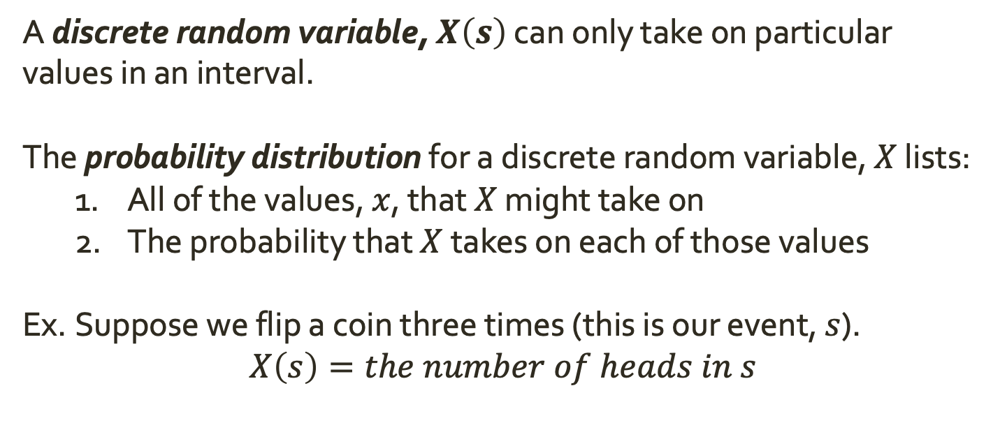 A discrete random variable, X(s) can only take on particular
values in an interval.
The probability distribution for a discrete random variable, X lists:
1. All of the values, x, that X might take on
2. The probability that X takes on each of those values
Ex. Suppose we flip a coin three times (this is our event, s).
X(s) = the number of heads in s